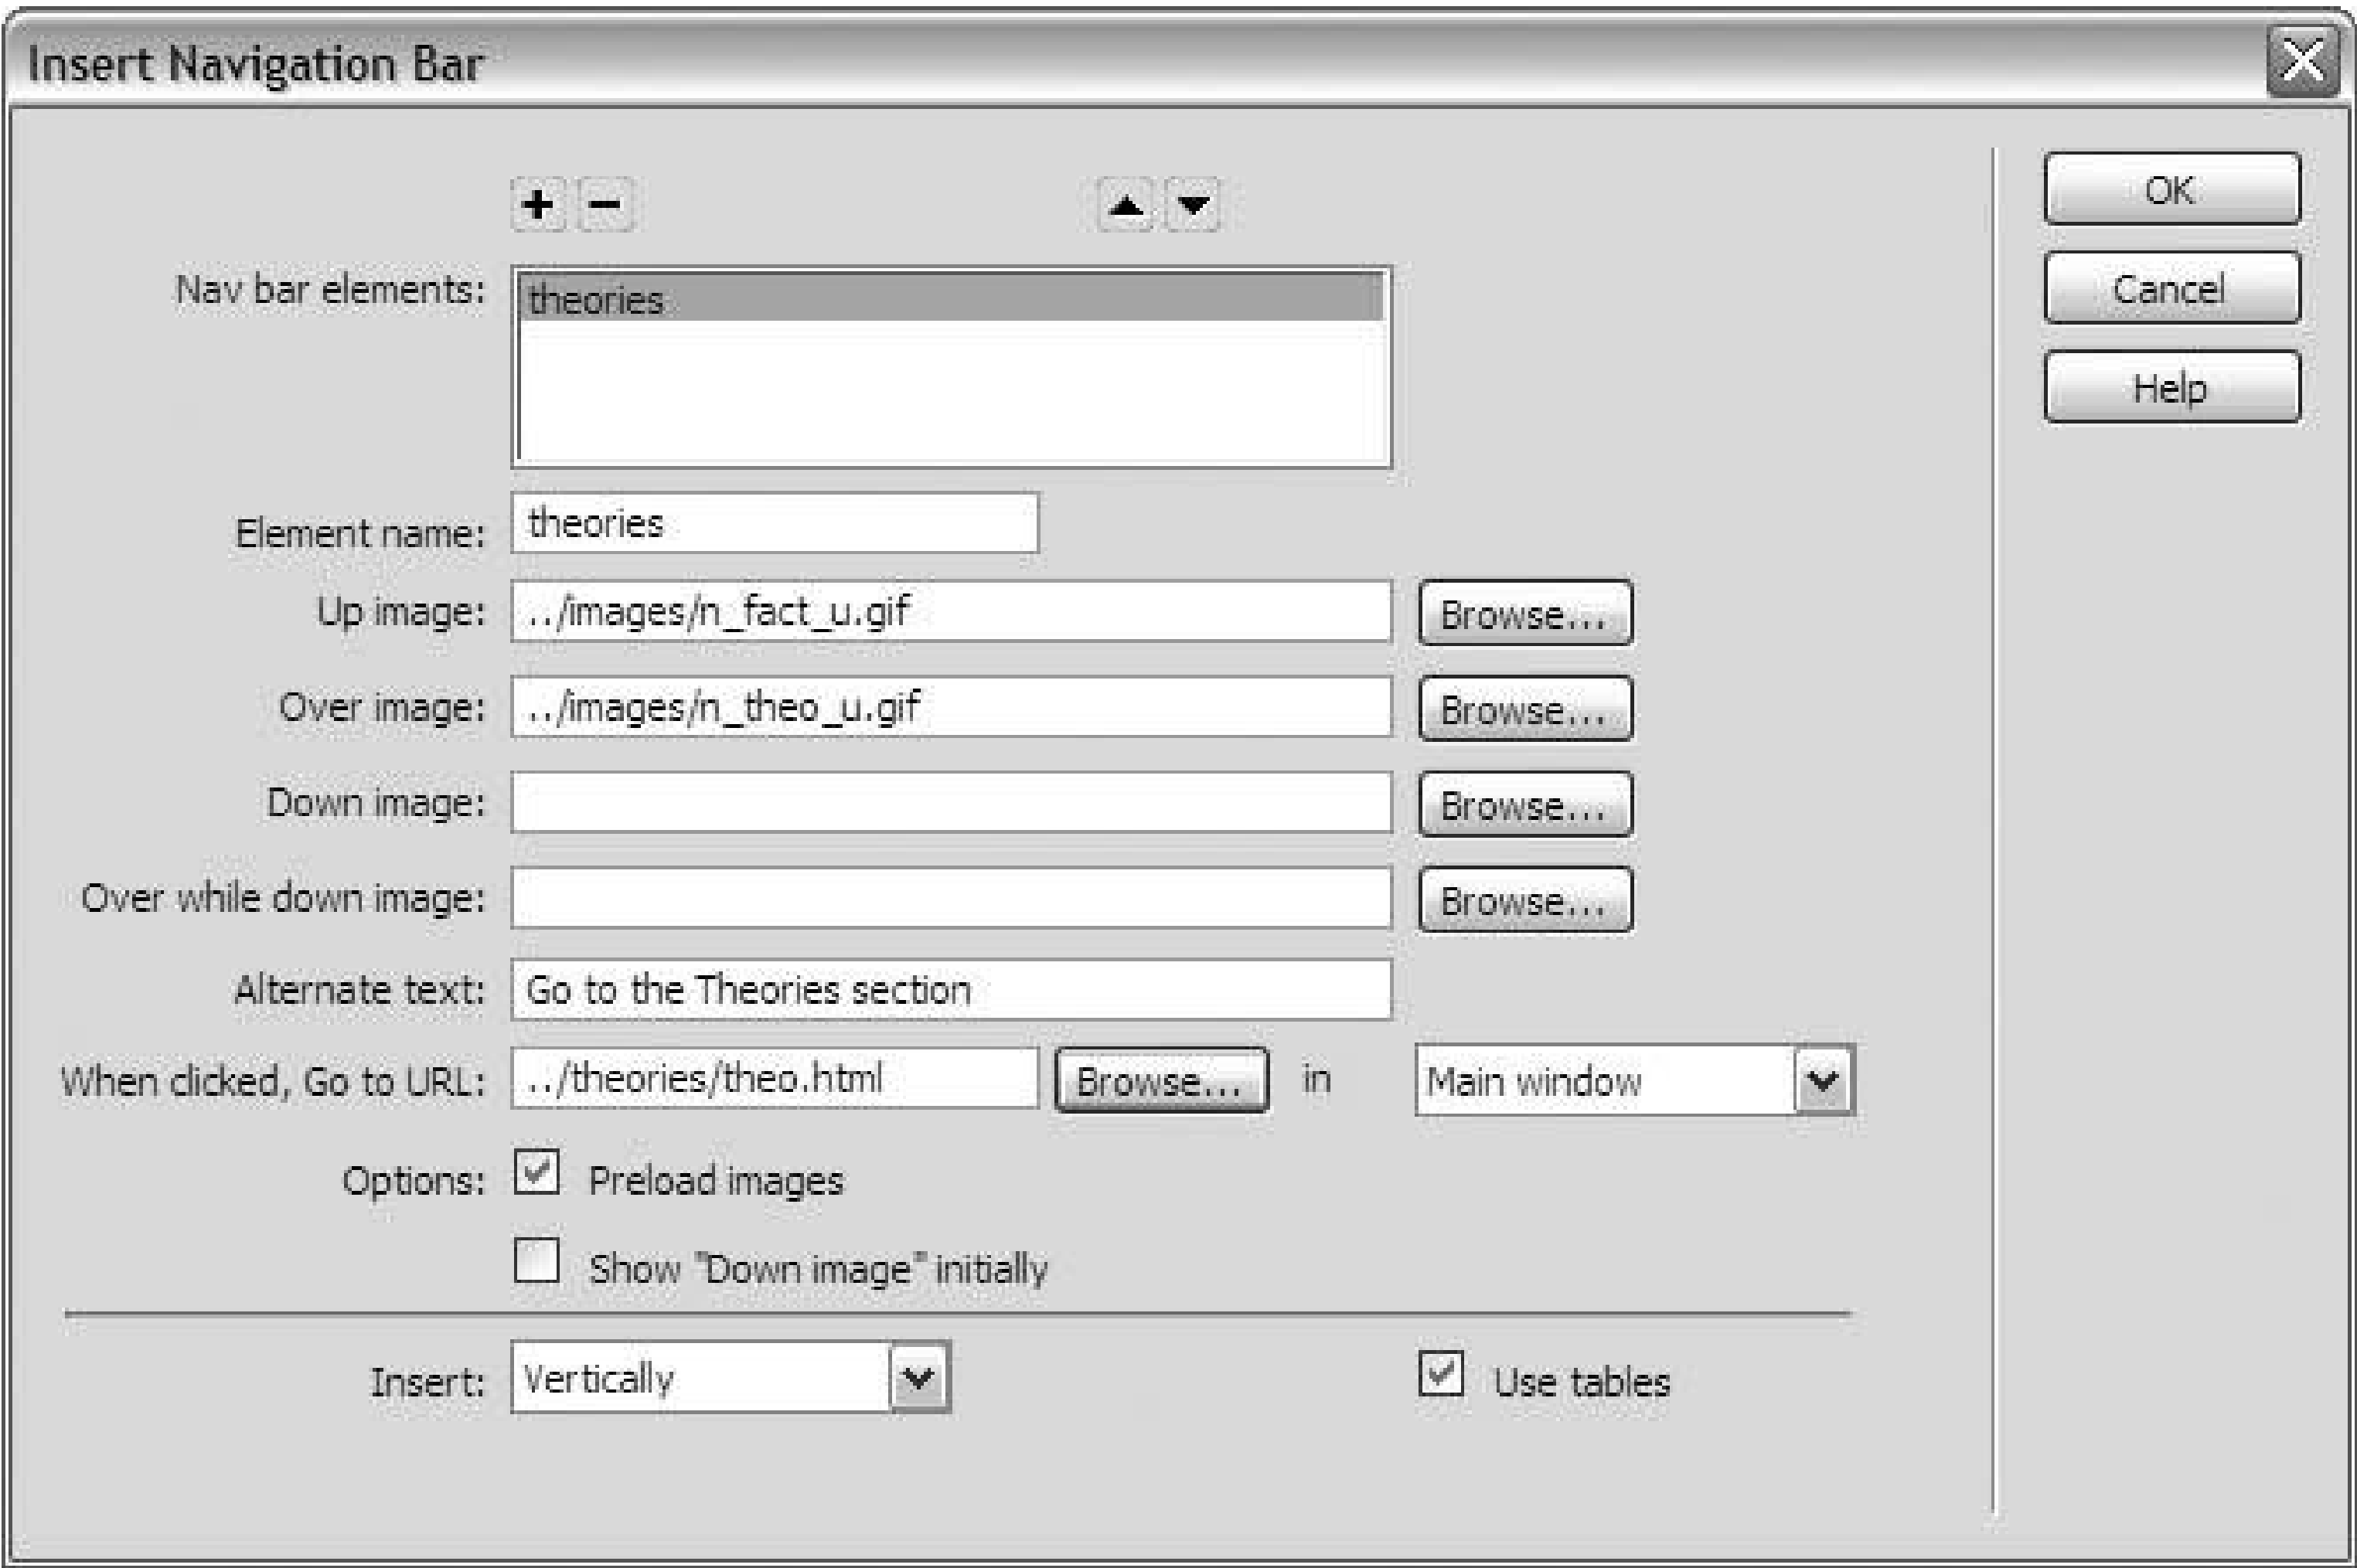 Insert Navigation Bar
OK
Nav bar elements: theories
Cancel
Help
Element name: theories
Up image: ../images/n_fact_u.gif Browse...
Over image: ../images/n_theo_u.gif Browse...
Down image: Browse...
Over while down image: Browse...
Alternate text: Go to the Theories section
When clicked, Go to URL: ../theories/theo.html Browse... in Main window
Options: Preload images
Show "Down image" initially
Insert: Vertically Use tables